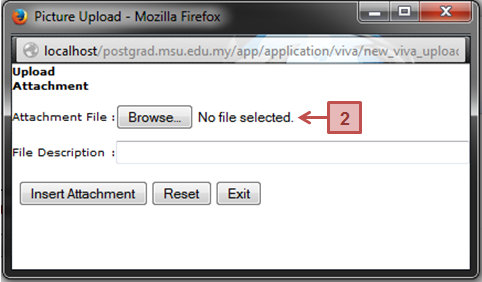 Picture Upload - Mozilla Firefox
localhost/postgrad.msu.edu.my/app/application/viva/new_viva_upload
Upload
Attachment
Attachment File : Browse... No file selected. 2
File Description :
Insert Attachment Reset Exit